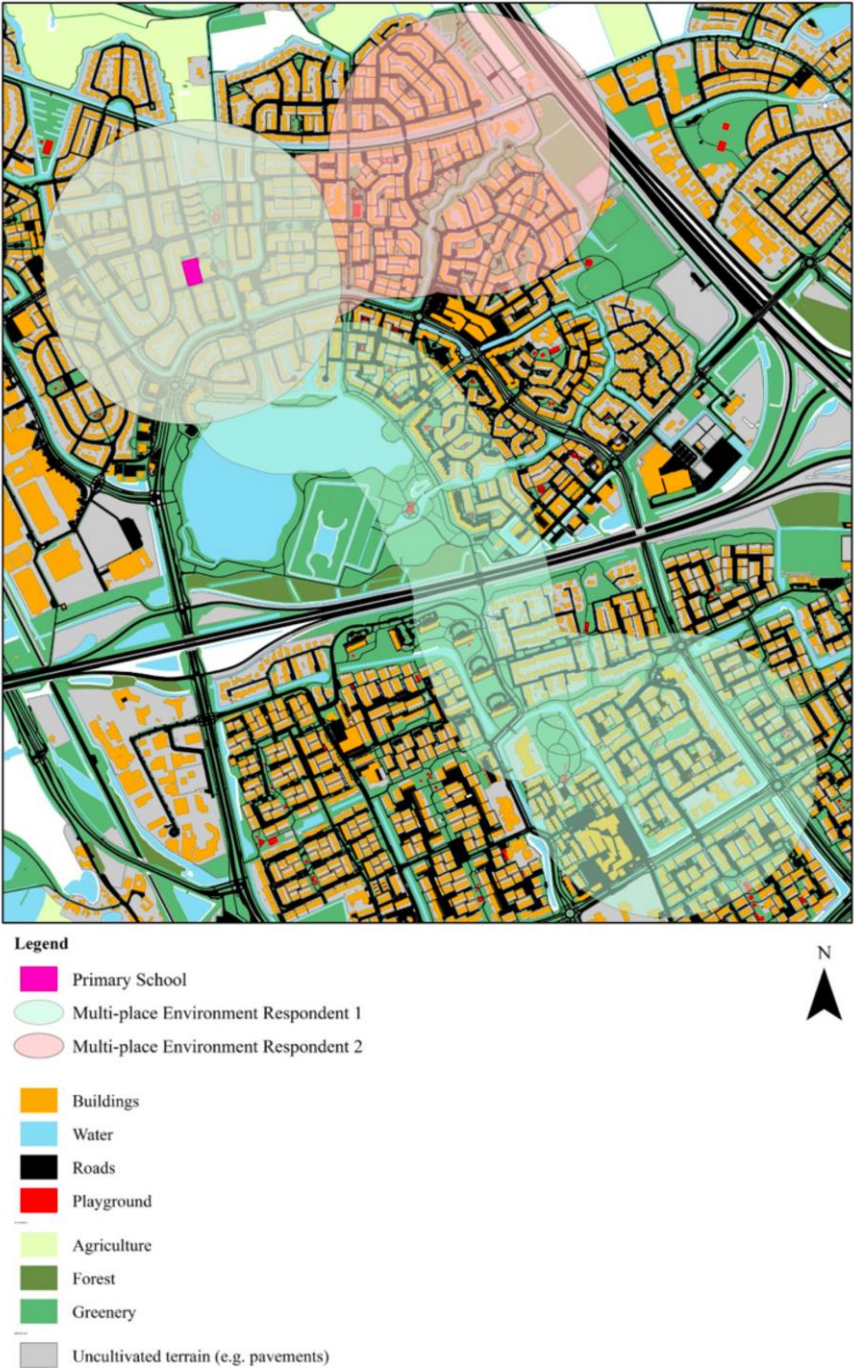 Legend
N
Primary School
Multi-place Environment Respondent 1
Multi-place Environment Respondent 2
Buildings
Water
Roads
Playground
Agriculture
Forest
Greenery
Uncultivated terrain (e.g. pavements)